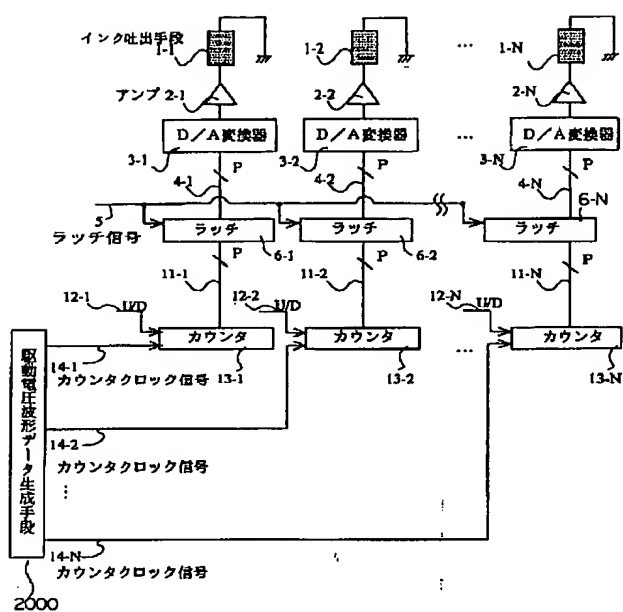 インク吐出手段
1-1
1-2
…
1-N
アンプ 2-1
2-2
2-N
D/A変換器
D/A変換器
…
D/A変換器
3-1
P
3-2
P
3-N
P
4-1
4-2
4-N
5
ラッチ信号
ラッチ
ラッチ
ラッチ
6-N
6-1
6-2
P
P
P
11-1
11-2
11-N
12-1
U/D
12-2
U/D
12-N
U/D
カウンタ
カウンタ
…
カウンタ
14-1
カウンタクロック信号
13-1
13-2
13-N
14-2
カウンタクロック信号
⋮
14-N
カウンタクロック信号
駆動電圧波形データ生成手段
2000